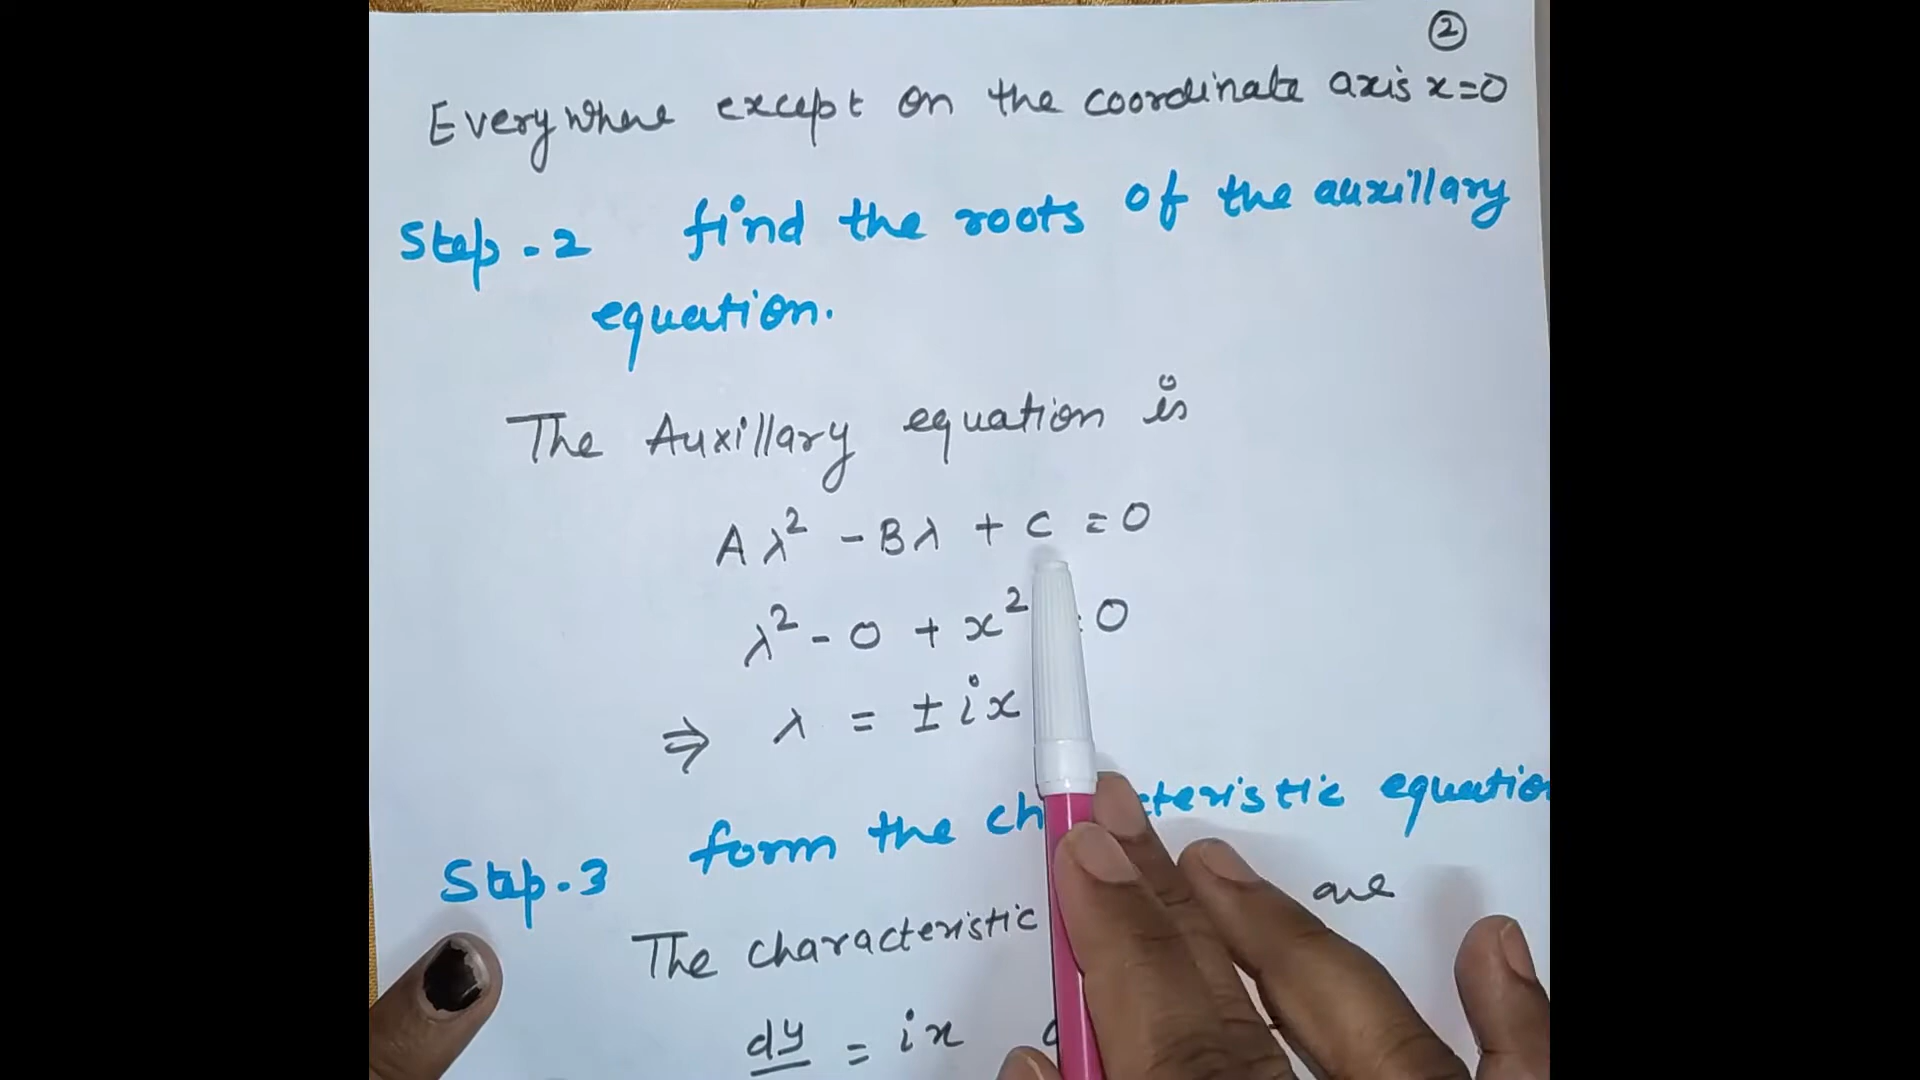 ②
Everywhere except on the coordinate axis x=0
Step-2 find the roots of the auxillary
equation.
The Auxillary equation is
Aλ² - Bλ + C = 0
λ² - 0 + x² = 0
⇒ λ = ± ix
Step-3 form the characteristic equation
The characteristic are
dy = ix